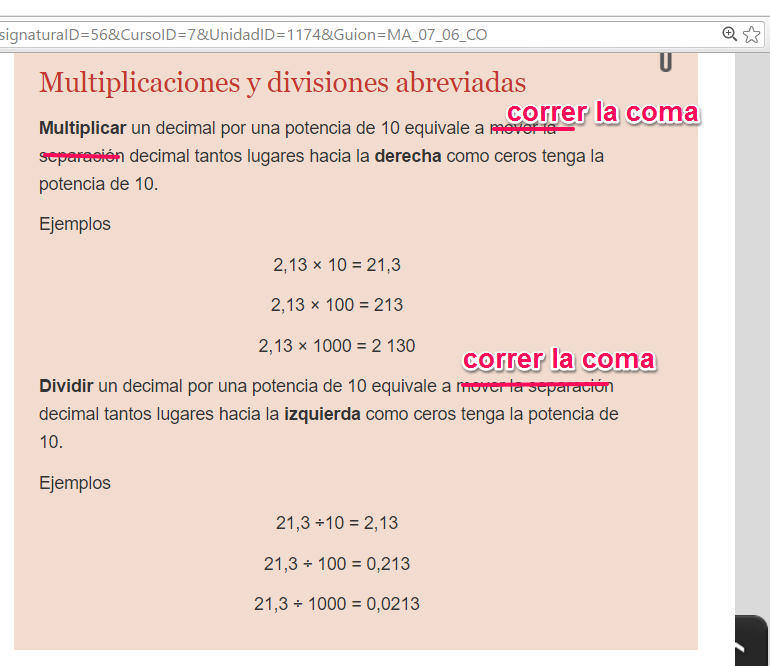 signaturaID=56&CursoID=7&UnidadID=1174&Guion=MA_07_06_CO
Multiplicaciones y divisiones abreviadas
correr la coma
Multiplicar un decimal por una potencia de 10 equivale a mover la
separación decimal tantos lugares hacia la derecha como ceros tenga la
potencia de 10.
Ejemplos
2,13 × 10 = 21,3
2,13 × 100 = 213
2,13 × 1000 = 2 130
correr la coma
Dividir un decimal por una potencia de 10 equivale a mover la separación
decimal tantos lugares hacia la izquierda como ceros tenga la potencia de
10.
Ejemplos
21,3 ÷10 = 2,13
21,3 ÷ 100 = 0,213
21,3 ÷ 1000 = 0,0213